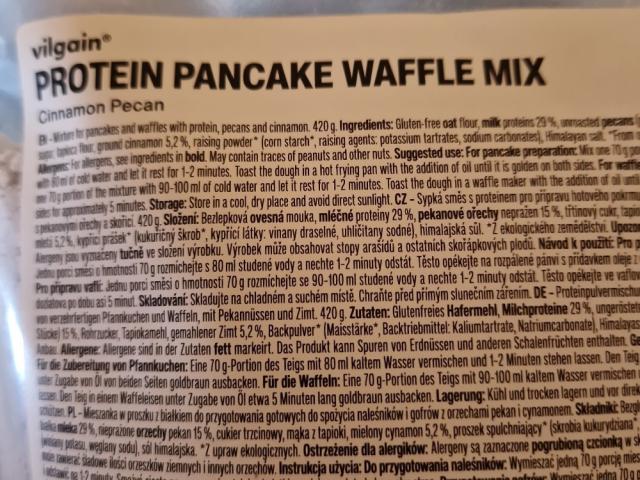 vilgain®
PROTEIN PANCAKE WAFFLE MIX
Cinnamon Pecan
EN - Mixture for pancakes and waffles with protein, pecans and cinnamon. 420 g. Ingredients: Gluten-free oat flour, milk proteins 29 %, unroasted pecans
sugar, tapioca flour, ground cinnamon 5,2 %, raising powder* (corn starch*, raising agents: potassium tartrates, sodium carbonates), Himalayan salt. *From
Allergens: For allergens, see ingredients in bold. May contain traces of peanuts and other nuts. Suggested use: For pancake preparation: Mix one 70 g
with 80 ml of cold water and let it rest for 1-2 minutes. Toast the dough in a hot frying pan with the addition of oil until it is golden on both sides. For
one 70 g portion of the mixture with 90-100 ml of cold water and let it rest for 1-2 minutes. Toast the dough in a waffle maker with the addition of oil until
sides for approximately 5 minutes. Storage: Store in a cool, dry place and avoid direct sunlight. CZ - Sypká směs s proteinem pro přípravu hotového
s pekanovými ořechy a skořicí. 420 g. Složení: Bezlepková ovesná mouka, mléčné proteiny 29 %, pekanové ořechy nepražené 15 %, třtinový cukr,
mletá 5,2 %, kypřicí prášek* (kukuřičný škrob*, kypřicí látky: vinany draselné, uhličitany sodné), himalájská sůl. *Z ekologického zemědělství.
Alergeny jsou vyznačeny tučně ve složení výrobku. Výrobek může obsahovat stopy arašídů a ostatních skořápkových plodů. Návod k použití: Pro
Jednu porci směsi o hmotnosti 70 g rozmíchejte s 80 ml studené vody a nechte 1-2 minuty odstát. Těsto opékejte na rozpálené pánvi s přídavkem oleje
Pro přípravu vaflí: Jednu porci směsi o hmotnosti 70 g rozmíchejte se 90-100 ml studené vody a nechte 1-2 minuty odstát. Těsto opékejte ve
dozlatova po dobu asi 5 minut. Skladování: Skladujte na chladném a suchém místě. Chraňte před přímým slunečním zářením. DE -
von verzehrfertigen Pfannkuchen und Waffeln, mit Pekannüssen und Zimt. 420 g. Zutaten: Glutenfreies Hafermehl, Milchproteine 29 %,
Stücke) 15 %, Rohrzucker, Tapiokamehl, gemahlener Zimt 5,2 %, Backpulver* (Maisstärke*, Backtriebmittel: Kaliumtartrate, Natriumcarbonate),
Anbau. Allergene: Allergene sind in der Zutaten fett markiert. Das Produkt kann Spuren von Erdnüssen und anderen Schalenfrüchten enthalten.
Für die Zubereitung von Pfannkuchen: Eine 70 g-Portion des Teigs mit 80 ml kaltem Wasser vermischen und 1-2 Minuten stehen lassen. Den Teig
unter Zugabe von Öl von beiden Seiten goldbraun ausbacken. Für die Waffeln: Eine 70 g-Portion des Teigs mit 90-100 ml kaltem Wasser vermischen
lassen. Den Teig in einem Waffeleisen unter Zugabe von Öl etwa 5 Minuten lang goldbraun ausbacken. Lagerung: Kühl und trocken lagern und vor
schützen. PL - Mieszanka w proszku z białkiem do przygotowania gotowych do spożycia naleśników i gofrów z orzechami pekan i cynamonem. Składniki:
białka mleka 29 %, nieprażone orzechy pekan 15 %, cukier trzcinowy, mąka z tapioki, mielony cynamon 5,2 %, proszek spulchniający* (skrobia kukurydziana*,
(winiany potasu, węglany sodu), sól himalajska. *Z upraw ekologicznych. Ostrzeżenie dla alergików: Alergeny są zaznaczone pogrubioną czcionką w
może zawierać śladowe ilości orzeszków ziemnych i innych orzechów. Instrukcja użycia: Do przygotowania naleśników: Wymieszać jedną 70 g porcję